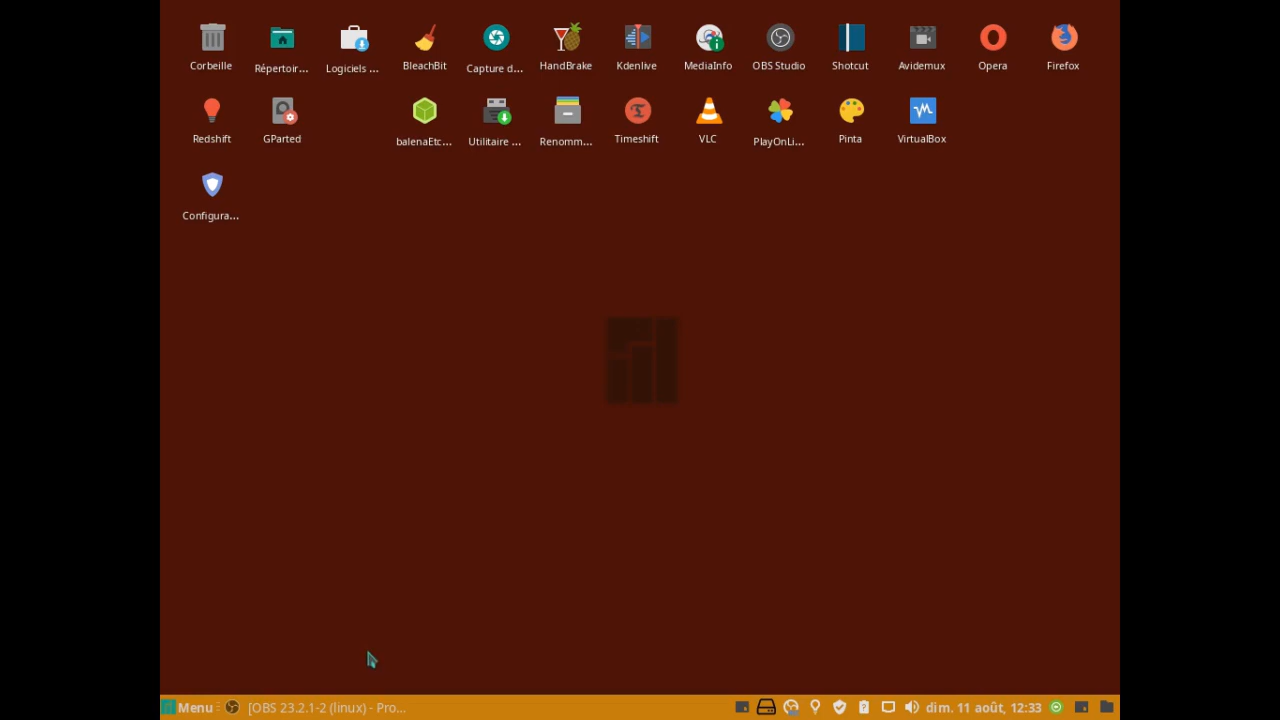 Corbeille Répertoir... Logiciels ... BleachBit Capture d... HandBrake Kdenlive MediaInfo OBS Studio Shotcut Avidemux Opera Firefox
Redshift GParted balenaEtc... Utilitaire ... Renomm... Timeshift VLC PlayOnLi... Pinta VirtualBox
Configura...
Menu [OBS 23.2.1-2 (linux) - Pro... dim. 11 août, 12:33